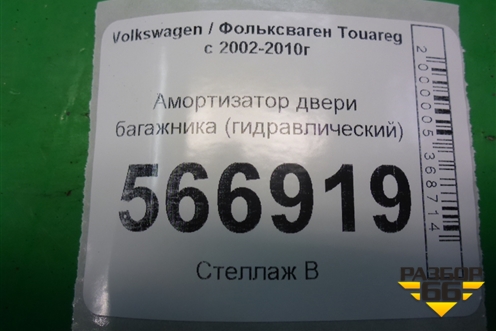 Volkswagen / Фольксваген Touareg
с 2002-2010г
Амортизатор двери
багажника (гидравлический)
566919
Стеллаж В
2000005368714
РАЗБОР
66